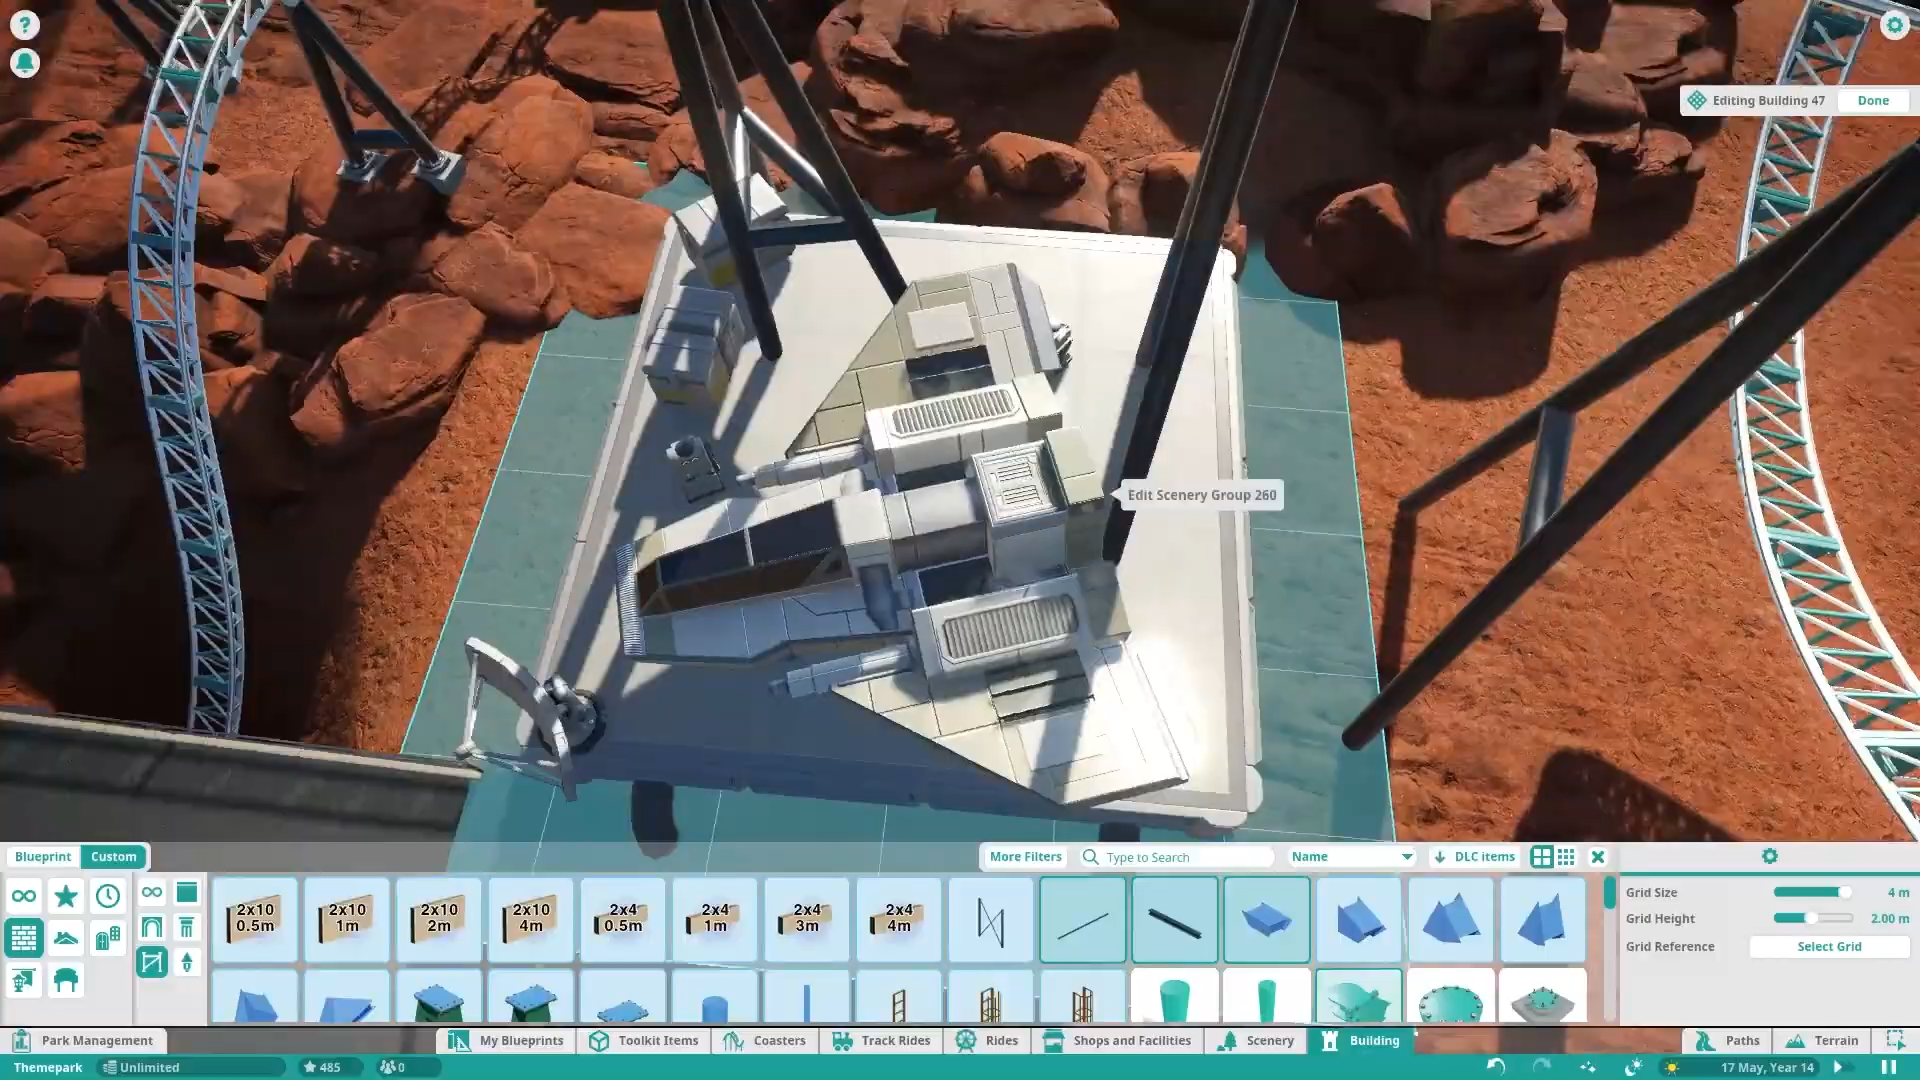 ?
Editing Building 47
Done
Edit Scenery Group 260
Blueprint
Custom
More Filters
Type to Search
Name
DLC items
2x10
0.5m
2x10
1m
2x10
2m
2x10
4m
2x4
0.5m
2x4
1m
2x4
3m
2x4
4m
Grid Size
4 m
Grid Height
2.00 m
Grid Reference
Select Grid
Park Management
My Blueprints
Toolkit Items
Coasters
Track Rides
Rides
Shops and Facilities
Scenery
Building
Paths
Terrain
Themepark
Unlimited
485
0
17 May, Year 14